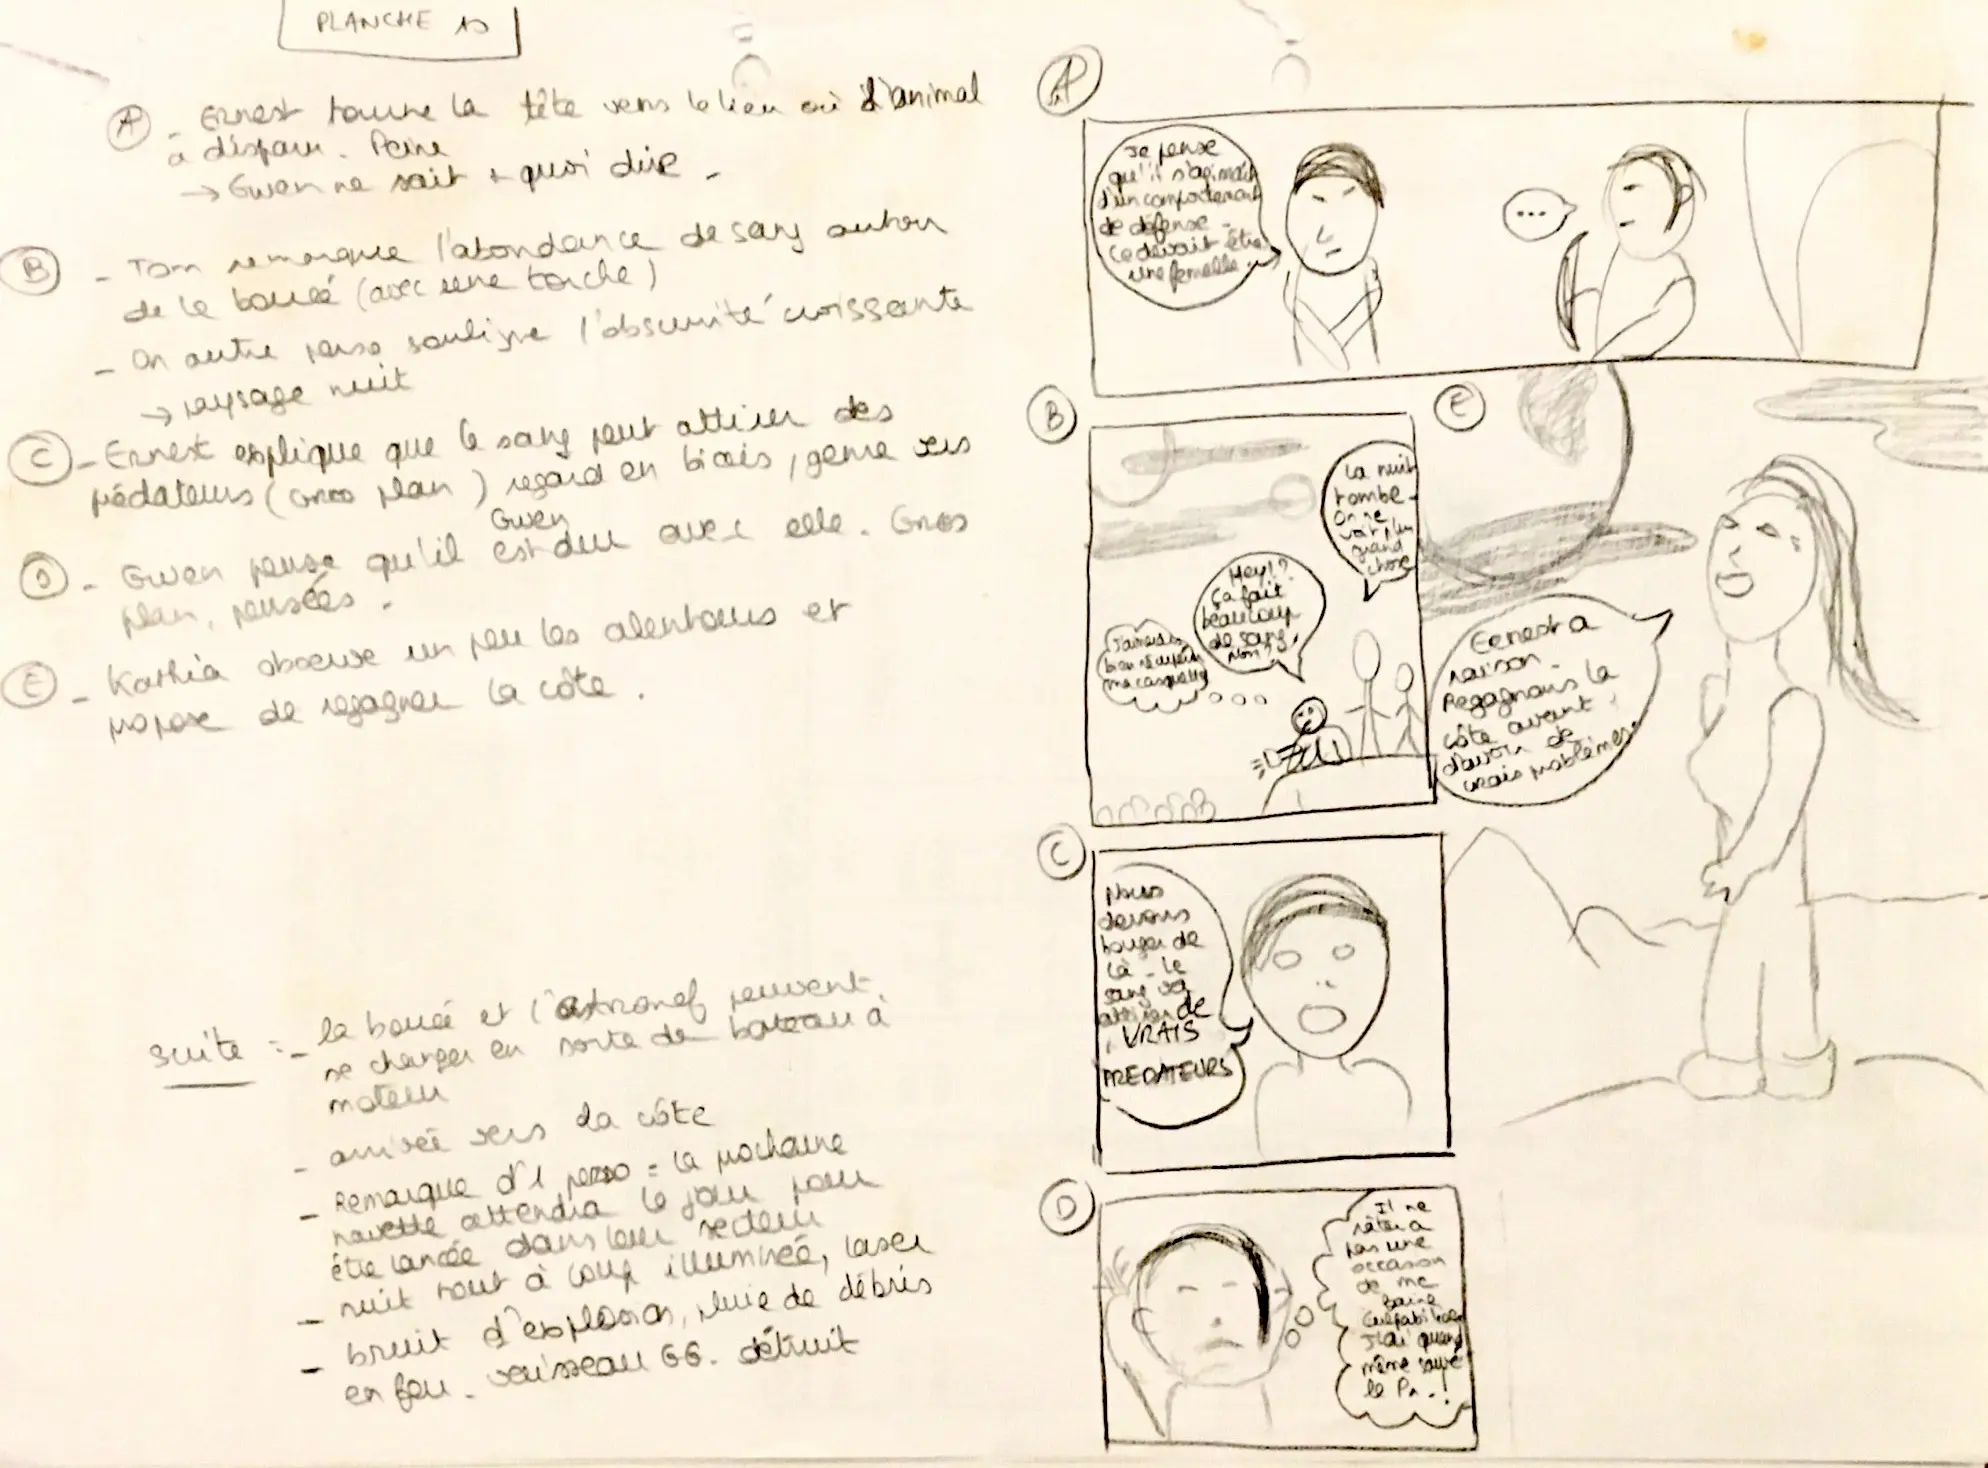 PLANCHE 10
A - Ernest tourne la tête vers le lieu où l'animal
a disparu. Peine
→ Gwen ne sait + quoi dire -
B - Tom remarque l'abondance de sang autour
de la bouée (avec une torche)
- Un autre perso souligne l'obscurité croissante
→ paysage nuit
C - Ernest explique que le sang peut attirer des
prédateurs (gros plan) regard en biais, genre vers
Gwen
D - Gwen pense qu'il est dur avec elle. Gros
plan, pensées.
E - Kathia observe un peu les alentours et
propose de regagner la côte.
suite : - la bouée et l'astronef peuvent
se changer en sorte de bateau à
moteur
- arrivée vers la côte
- Remarque d'1 perso = la prochaine
navette attendra le jour pour
être lancée dans leur secteur
- nuit tout à coup illuminée, laser
- bruit d'explosion, pluie de débris
en feu. vaisseau GG. détruit
A
Je pense
qu'il s'agissait
d'un comportement
de défense -
ce devait être
une femelle.
...
B
La nuit
tombe.
On ne
voit plus
grand
chose
Hey!?
ça fait
beaucoup
de sang,
non?
J'aimerais
bien récupérer
ma casquette
E
Ernest a
raison.
Regagnons la
côte avant
d'avoir de
vrais problèmes
C
Nous
devons
bouger de
là. Le
sang va
attirer de
VRAIS
PREDATEURS
D
Il ne
ratera
pas une
occasion
de me
faire
culpabiliser
J'ai quand
même sauvé
le Pr.!